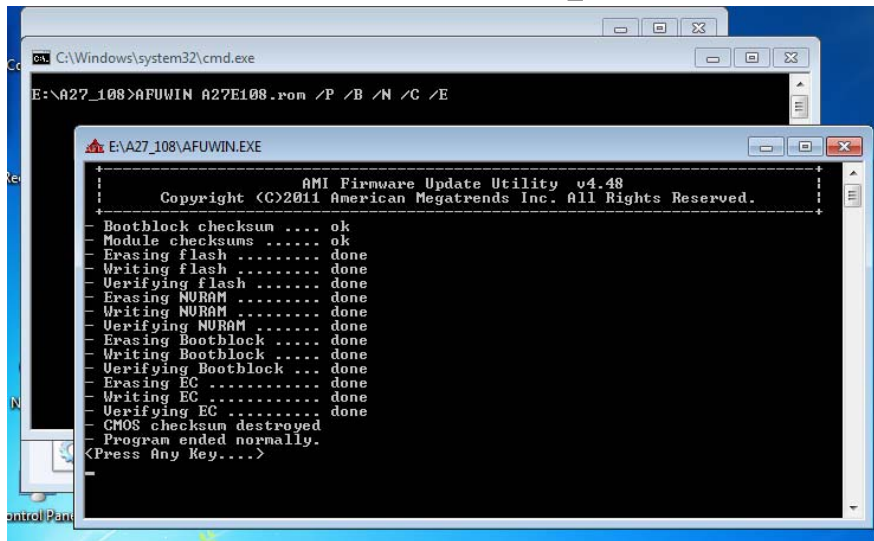 C:\Windows\system32\cmd.exe
E:\A27_108>AFUWIN A27E108.rom /P /B /N /C /E
E:\A27_108\AFUWIN.EXE
AMI Firmware Update Utility v4.48
Copyright (C)2011 American Megatrends Inc. All Rights Reserved.
- Bootblock checksum .... ok
- Module checksums ...... ok
- Erasing flash ......... done
- Writing flash ......... done
- Verifying flash ....... done
- Erasing NVRAM ......... done
- Writing NVRAM ......... done
- Verifying NVRAM ....... done
- Erasing Bootblock ..... done
- Writing Bootblock ..... done
- Verifying Bootblock ... done
- Erasing EC ............ done
- Writing EC ............ done
- Verifying EC .......... done
- CMOS checksum destroyed
- Program ended normally.
<Press Any Key....>